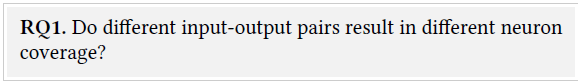 RQ1. Do different input-output pairs result in different neuron
coverage?